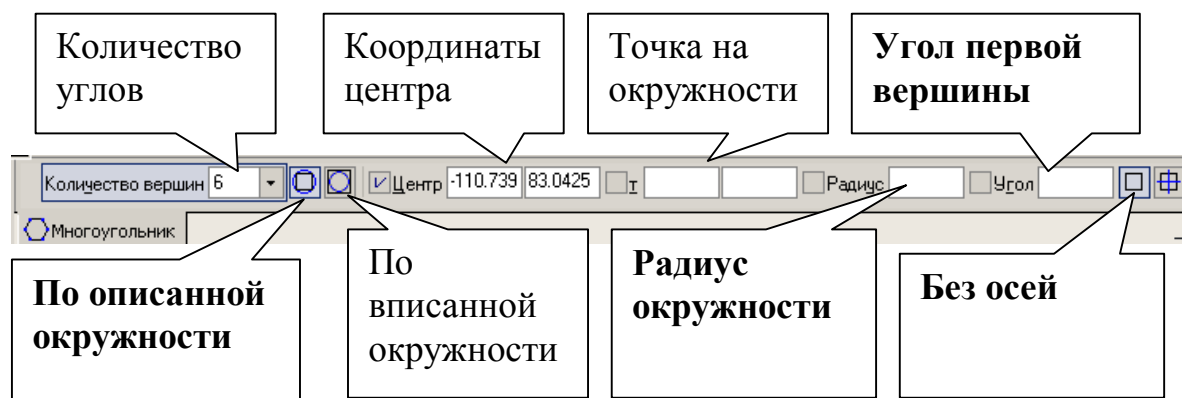 Количество
углов
Координаты
центра
Точка на
окружности
Угол первой
вершины
Количество вершин 6 Центр -110.739 83.0425 т Радиус Угол
Многоугольник
По описанной
окружности
По
вписанной
окружности
Радиус
окружности
Без осей